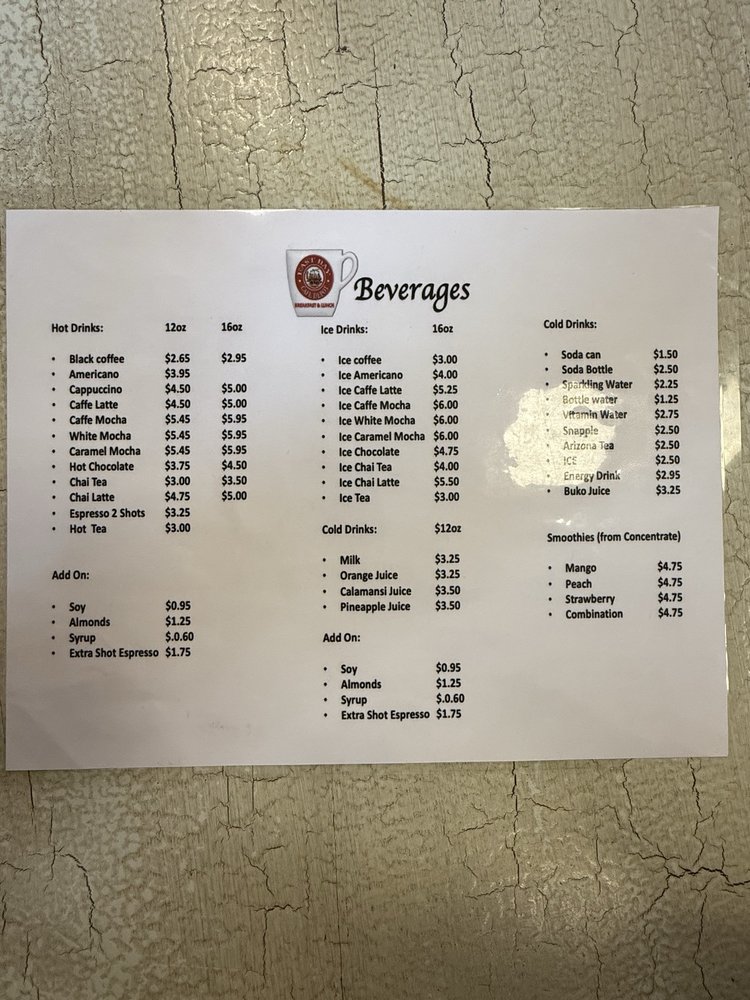 EAST BAY
BREAKFAST & LUNCH
Beverages
Hot Drinks: 12oz 16oz
• Black coffee $2.65 $2.95
• Americano $3.95
• Cappuccino $4.50 $5.00
• Caffe Latte $4.50 $5.00
• Caffe Mocha $5.45 $5.95
• White Mocha $5.45 $5.95
• Caramel Mocha $5.45 $5.95
• Hot Chocolate $3.75 $4.50
• Chai Tea $3.00 $3.50
• Chai Latte $4.75 $5.00
• Espresso 2 Shots $3.25
• Hot Tea $3.00
Add On:
• Soy $0.95
• Almonds $1.25
• Syrup $.0.60
• Extra Shot Espresso $1.75
Ice Drinks: 16oz
• Ice coffee $3.00
• Ice Americano $4.00
• Ice Caffe Latte $5.25
• Ice Caffe Mocha $6.00
• Ice White Mocha $6.00
• Ice Caramel Mocha $6.00
• Ice Chocolate $4.75
• Ice Chai Tea $4.00
• Ice Chai Latte $5.50
• Ice Tea $3.00
Cold Drinks: $12oz
• Milk $3.25
• Orange Juice $3.25
• Calamansi Juice $3.50
• Pineapple Juice $3.50
Add On:
• Soy $0.95
• Almonds $1.25
• Syrup $.0.60
• Extra Shot Espresso $1.75
Cold Drinks:
• Soda can $1.50
• Soda Bottle $2.50
• Sparkling Water $2.25
• Bottle water $1.25
• Vitamin Water $2.75
• Snapple $2.50
• Arizona Tea $2.50
• ICE $2.50
• Energy Drink $2.95
• Buko Juice $3.25
Smoothies (from Concentrate)
• Mango $4.75
• Peach $4.75
• Strawberry $4.75
• Combination $4.75